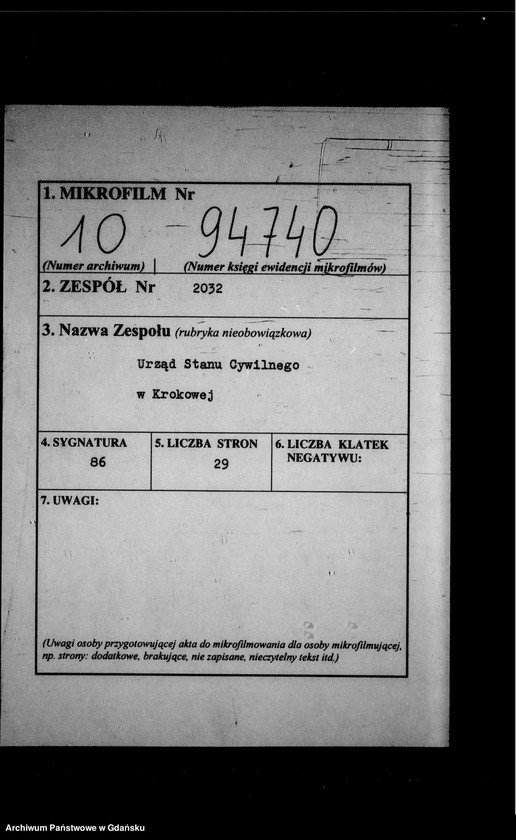 1. MIKROFILM Nr
10 - 94740
(Numer archiwum) (Numer księgi ewidencji mikrofilmów)
2. ZESPÓŁ Nr 2032
3. Nazwa Zespołu (rubryka nieobowiązkowa)
Urząd Stanu Cywilnego
w Krokowej
4. SYGNATURA 5. LICZBA STRON 6. LICZBA KLATEK
NEGATYWU:
86 29
7. UWAGI:
(Uwagi osoby przygotowującej akta do mikrofilmowania dla osoby mikrofilmującej,
np. strony: dodatkowe, brakujące, nie zapisane, nieczytelny tekst itd.)
Archiwum Państwowe w Gdańsku